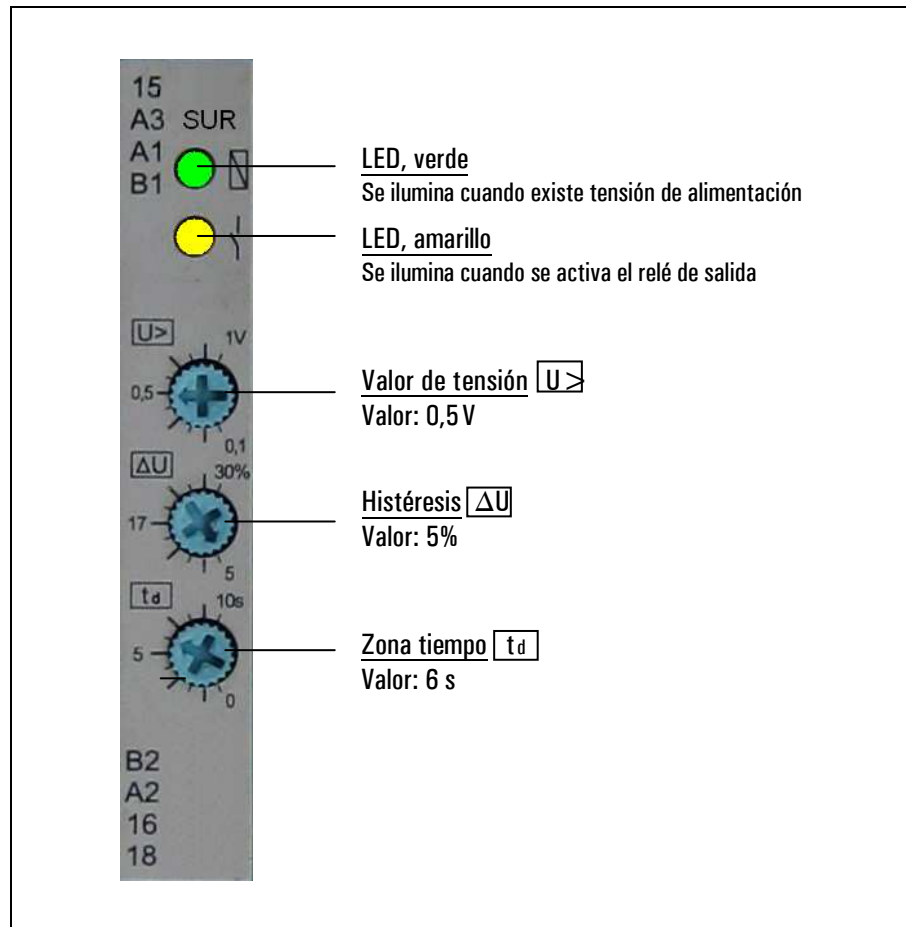 15
A3 SUR
A1
B1
LED, verde
Se ilumina cuando existe tensión de alimentación
LED, amarillo
Se ilumina cuando se activa el relé de salida
U>
1V
0,5
0,1
Valor de tensión U >
Valor: 0,5 V
ΔU
30%
17
5
Histéresis ΔU
Valor: 5%
td
10s
5
0
Zona tiempo td
Valor: 6 s
B2
A2
16
18